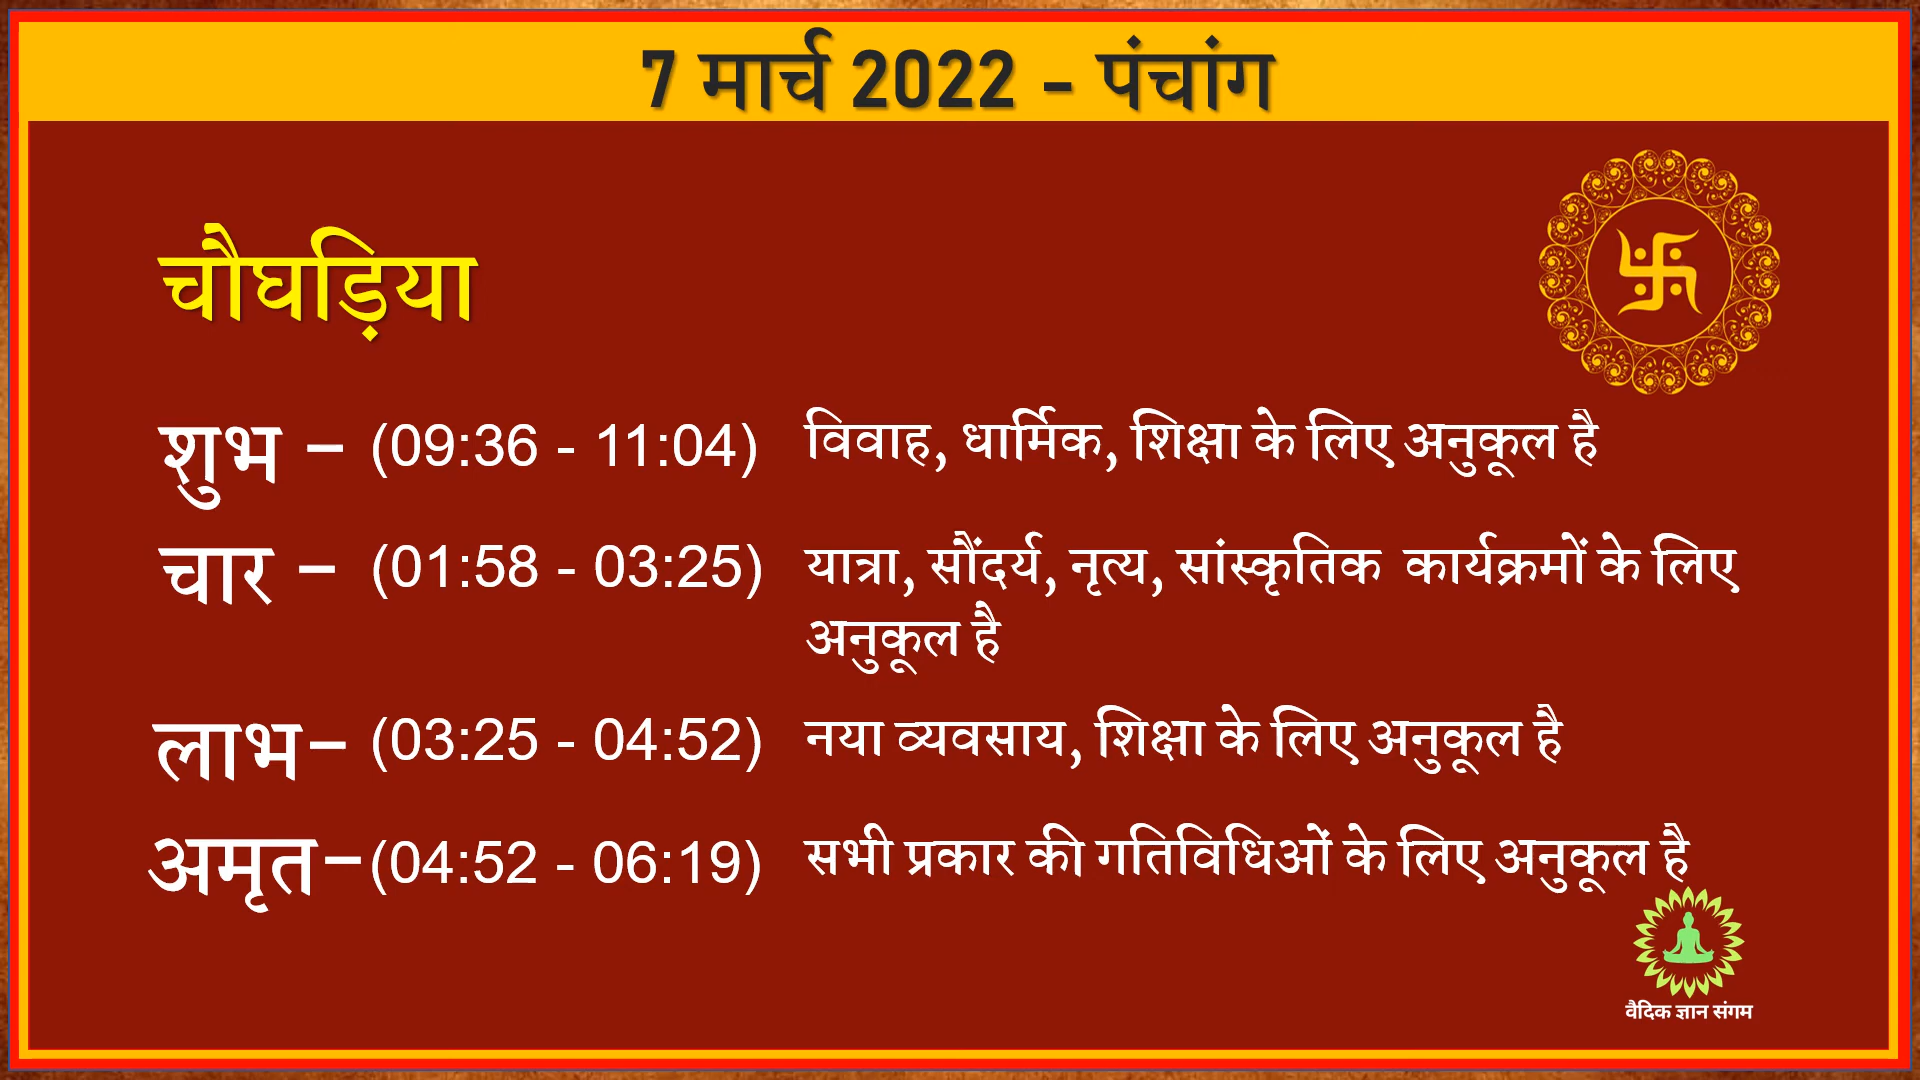 7 मार्च 2022 - पंचांग
चौघड़िया
शुभ – (09:36 - 11:04) विवाह, धार्मिक, शिक्षा के लिए अनुकूल है
चार – (01:58 - 03:25) यात्रा, सौंदर्य, नृत्य, सांस्कृतिक कार्यक्रमों के लिए
अनुकूल है
लाभ– (03:25 - 04:52) नया व्यवसाय, शिक्षा के लिए अनुकूल है
अमृत–(04:52 - 06:19) सभी प्रकार की गतिविधिओं के लिए अनुकूल है
वैदिक ज्ञान संगम